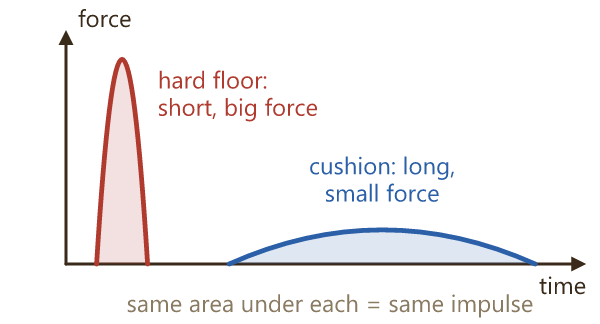 force
hard floor:
short, big force
cushion: long,
small force
time
same area under each = same impulse